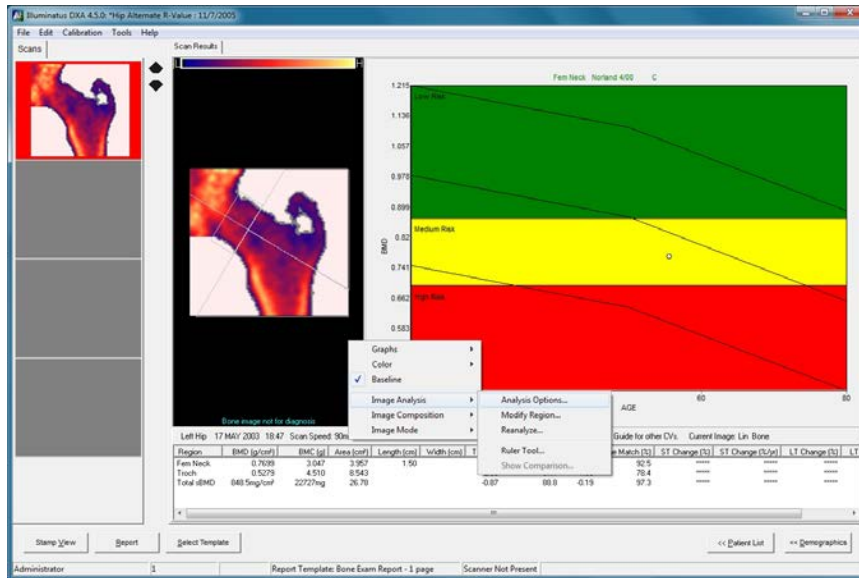 Illuminatus DXA 4.5.0: *Hip Alternate R-Value : 11/7/2005
File Edit Calibration Tools Help
Scans
Scan Results
L H
Fem Neck Norland 4/00 C
1.215
Low Risk
1.136
1.057
0.978
0.899
Medium Risk
0.82
BMD
0.741
0.662
High Risk
0.583
60
80
AGE
Graphs
Color
Baseline
Image Analysis
Image Composition
Image Mode
Analysis Options...
Modify Region...
Reanalyze...
Ruler Tool...
Show Comparison...
Bone image not for diagnosis
Left Hip 17 MAY 2003 18:47 Scan Speed: 90m
Guide for other CVs. Current Image: Lin Bone
Region BMD (g/cm²) BMC (g) Area (cm²) Length (cm) Width (cm) T Match (%) ST Change (%) ST Change (%/yr) LT Change (%) LT
Fem Neck 0.7699 3.047 3.957 1.50 92.5 ***** ***** *****
Troch 0.5279 4.510 8.543 78.4 ***** ***** *****
Total sBMD 848.5mg/cm² 22727mg 26.78 -0.87 88.8 -0.19 97.3 ***** ***** *****
Stamp View Report Select Template << Patient List << Demographics
Administrator 1 Report Template: Bone Exam Report - 1 page Scanner Not Present